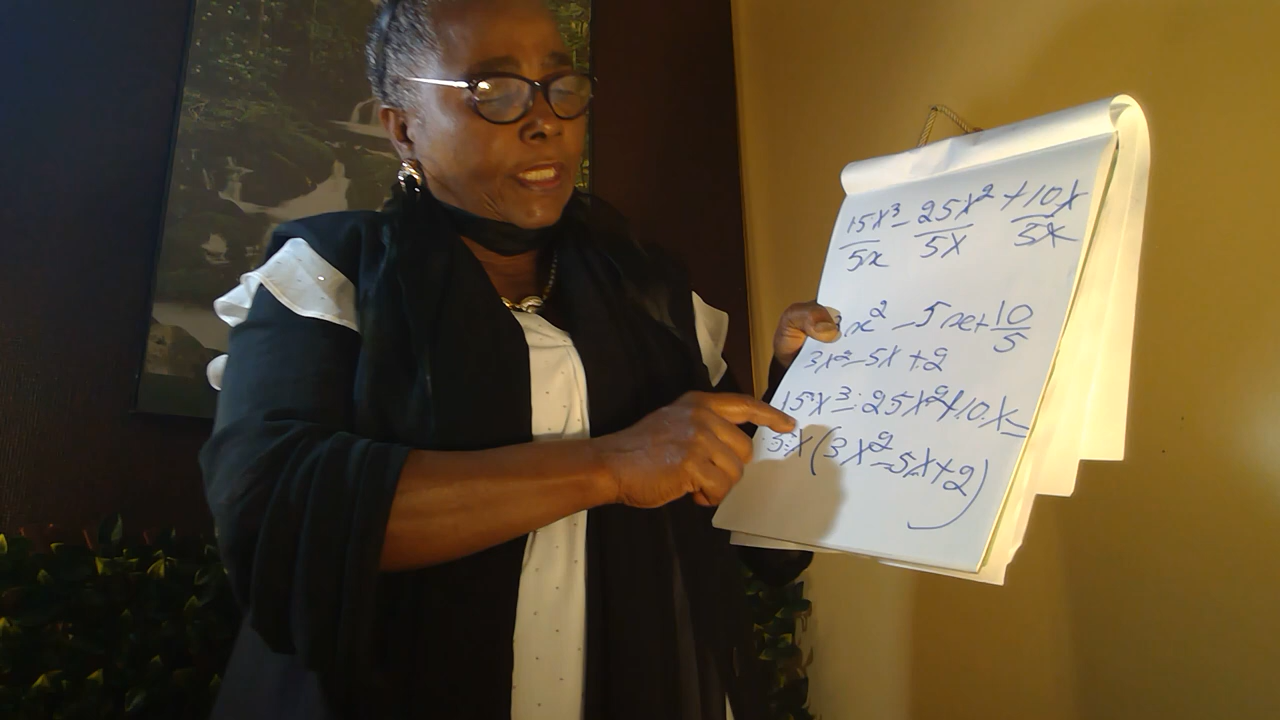 15x³ - 25x² + 10x
5x 5x 5x
3x² - 5x + 10
5
3x² - 5x + 2
15x³ - 25x² + 10x =
5x (3x² - 5x + 2)